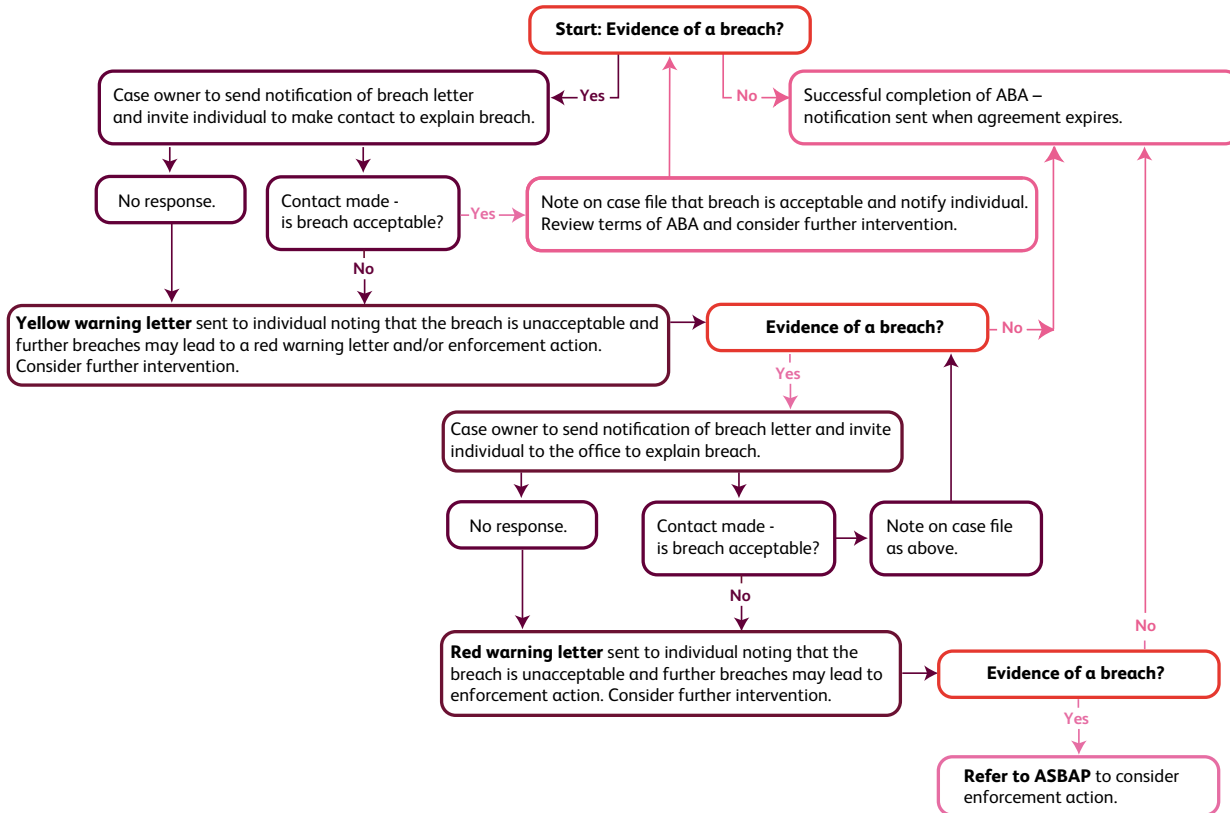 Start: Evidence of a breach?
Yes
No
Case owner to send notification of breach letter
and invite individual to make contact to explain breach.
Successful completion of ABA –
notification sent when agreement expires.
No response.
Contact made -
is breach acceptable?
Yes
Note on case file that breach is acceptable and notify individual.
Review terms of ABA and consider further intervention.
No
Yellow warning letter sent to individual noting that the breach is unacceptable and
further breaches may lead to a red warning letter and/or enforcement action.
Consider further intervention.
Evidence of a breach?
No
Yes
Case owner to send notification of breach letter and invite
individual to the office to explain breach.
No response.
Contact made -
is breach acceptable?
Note on case file
as above.
No
Red warning letter sent to individual noting that the
breach is unacceptable and further breaches may lead to
enforcement action. Consider further intervention.
No
Evidence of a breach?
Yes
Refer to ASBAP to consider
enforcement action.